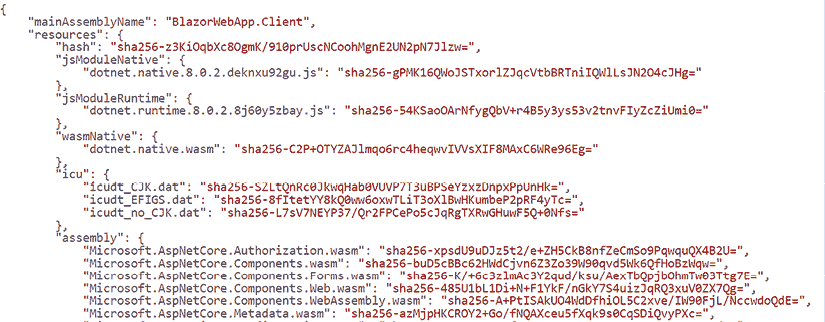 {
"mainAssemblyName": "BlazorWebApp.Client",
"resources": {
"hash": "sha256-z3KiOqbXc8OgmK/910prUscNCoohMgnE2UN2pN7Jlzw=",
"jsModuleNative": {
"dotnet.native.8.0.2.deknxu92gu.js": "sha256-gPMK16QWoJSTxorlZJqcVtbBRTniIQWlLsJN2O4cJHg="
},
"jsModuleRuntime": {
"dotnet.runtime.8.0.2.8j60y5zbay.js": "sha256-54KSaoOArNfygQbV+r4B5y3ys53v2tnvFIyZcZiUmi0="
},
"wasmNative": {
"dotnet.native.wasm": "sha256-C2P+OTYZAJlmqo6rc4heqwvIVVsXIF8MAxC6WRe96Eg="
},
"icu": {
"icudt_CJK.dat": "sha256-SZLtQnRc0JkwqHab0VUVP7T3uBPSeYzxzDnpxPpUnHk=",
"icudt_EFIGS.dat": "sha256-8fItetYY8kQ0ww6oxwTLiT3oXlBwHKumbeP2pRF4yTc=",
"icudt_no_CJK.dat": "sha256-L7sV7NEYP37/Qr2FPCePo5cJqRgTXRwGHuwF5Q+0Nfs="
},
"assembly": {
"Microsoft.AspNetCore.Authorization.wasm": "sha256-xpsdU9uDJz5t2/e+ZH5CkB8nfZeCmSo9PqwquQX4B2U=",
"Microsoft.AspNetCore.Components.wasm": "sha256-buD5cBBc62HWdCjvn6Z3Zo39W90qvd5Wk6QfHoBzWqw=",
"Microsoft.AspNetCore.Components.Forms.wasm": "sha256-K/+6c3zlmAc3Y2qud/ksu/AexTbQpjbOhmTw03Ttg7E=",
"Microsoft.AspNetCore.Components.Web.wasm": "sha256-485U1bL1Di+N+F1YkF/nGkY7S4uizJqRQ3xuV0ZX7Qg=",
"Microsoft.AspNetCore.Components.WebAssembly.wasm": "sha256-A+PtISAkUO4WdDfhiOL5C2xve/IW90FjL/NccwdoQdE=",
"Microsoft.AspNetCore.Metadata.wasm": "sha256-azMjpHKCROY2+Go/fNQAXceu5fXqk9s0CqSDiQvyPXc=",